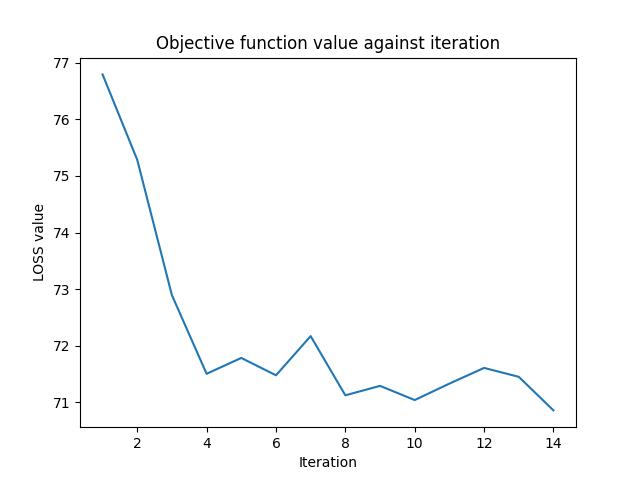 Objective function value against iteration
77
76
75
74
73
72
71
LOSS value
2 4 6 8 10 12 14
Iteration